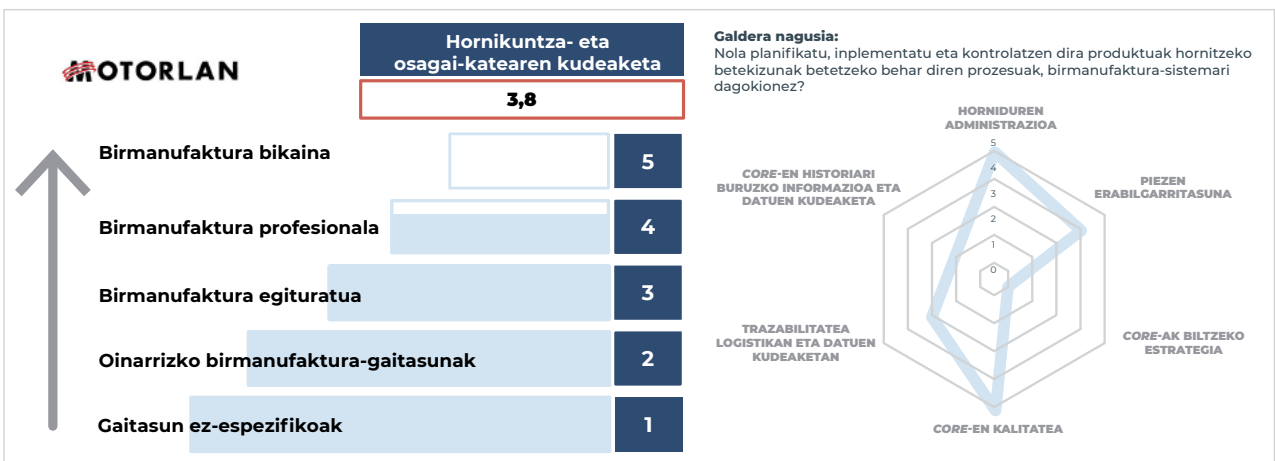 MOTORLAN
Hornikuntza- eta
osagai-katearen kudeaketa
3,8
Birmanufaktura bikaina
5
Birmanufaktura profesionala
4
Birmanufaktura egituratua
3
Oinarrizko birmanufaktura-gaitasunak
2
Gaitasun ez-espezifikoak
1
Galdera nagusia:
Nola planifikatu, inplementatu eta kontrolatzen dira produktuak hornitzeko
betekizunak betetzeko behar diren prozesuak, birmanufaktura-sistemari
dagokionez?
HORNIDUREN
ADMINISTRAZIOA
5
4
3
2
1
0
PIEZEN
ERABILGARRITASUNA
CORE-AK BILTZEKO
ESTRATEGIA
CORE-EN KALITATEA
TRAZABILITATEA
LOGISTIKAN ETA DATUEN
KUDEAKETAN
CORE-EN HISTORIARI
BURUZKO INFORMAZIOA ETA
DATUEN KUDEAKETA